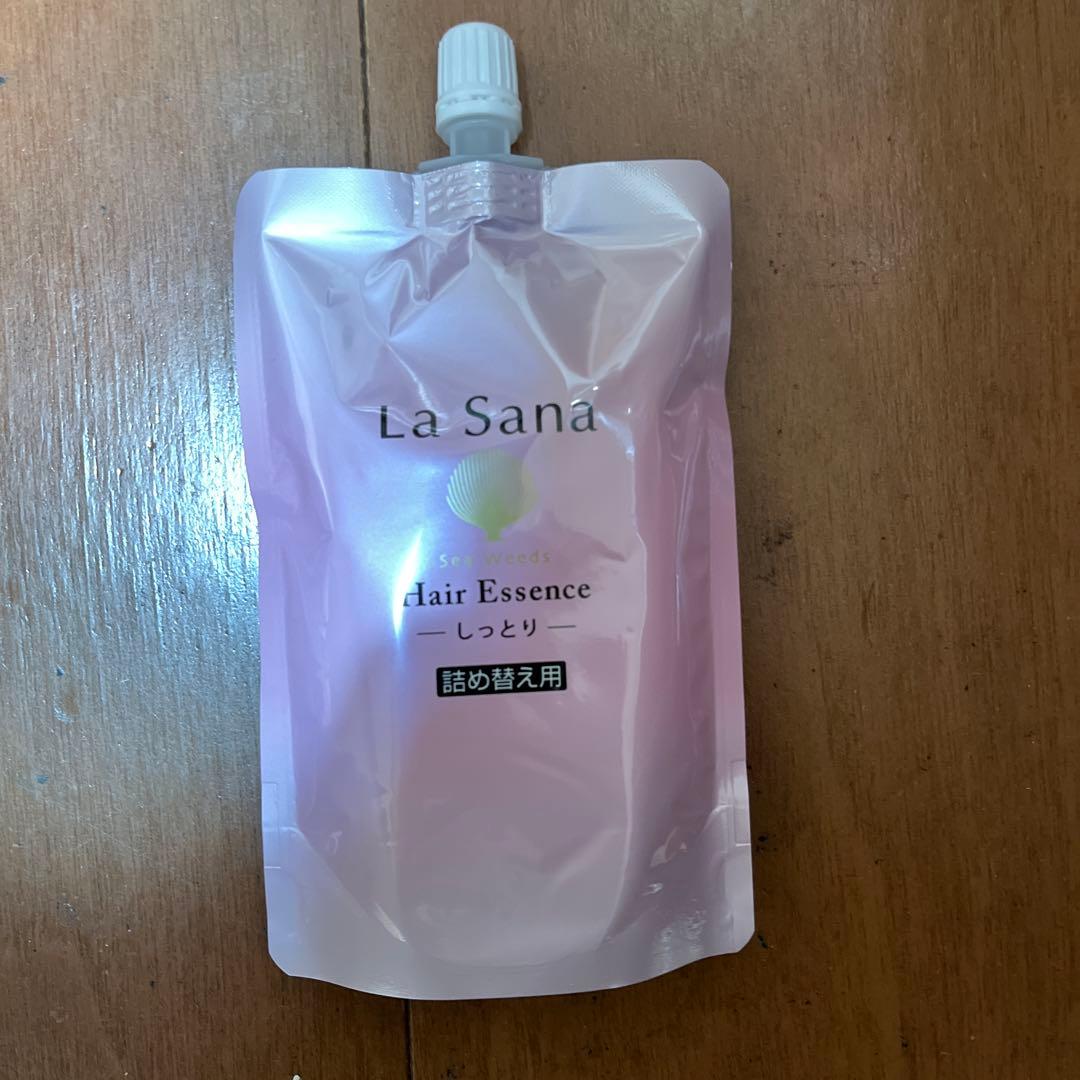 La Sana
Sea Weeds
Hair Essence
— しっとり —
詰め替え用